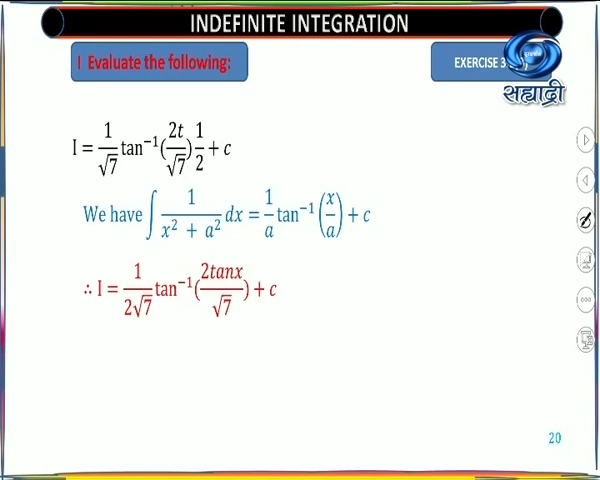 INDEFINITE INTEGRATION
I Evaluate the following:
EXERCISE 3
सह्याद्री
I = 1/√7 tan⁻¹(2t/√7) 1/2 + c
We have ∫ 1/(x² + a²) dx = 1/a tan⁻¹(x/a) + c
∴ I = 1/(2√7) tan⁻¹(2tanx/√7) + c
20